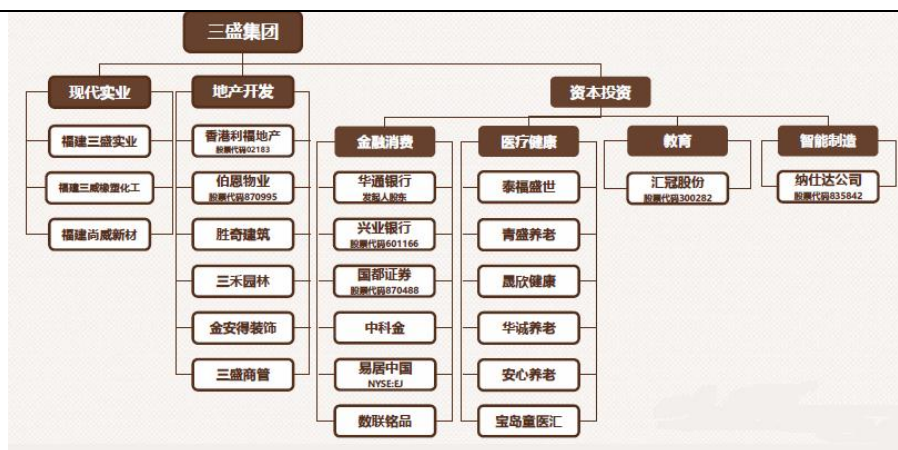 三盛集团
现代实业
地产开发
资本投资
福建三盛实业
福建三威橡塑化工
福建尚威新材
香港利福地产
股票代码02183
伯恩物业
股票代码870995
胜奇建筑
三禾园林
金安得装饰
三盛商管
金融消费
华通银行
发起人股东
兴业银行
股票代码601166
国都证券
股票代码870488
中科金
易居中国
NYSE:EJ
数联铭品
医疗健康
泰福盛世
青盛养老
晟欣健康
华诚养老
安心养老
宝岛童医汇
教育
汇冠股份
股票代码300282
智能制造
纳仕达公司
股票代码835842